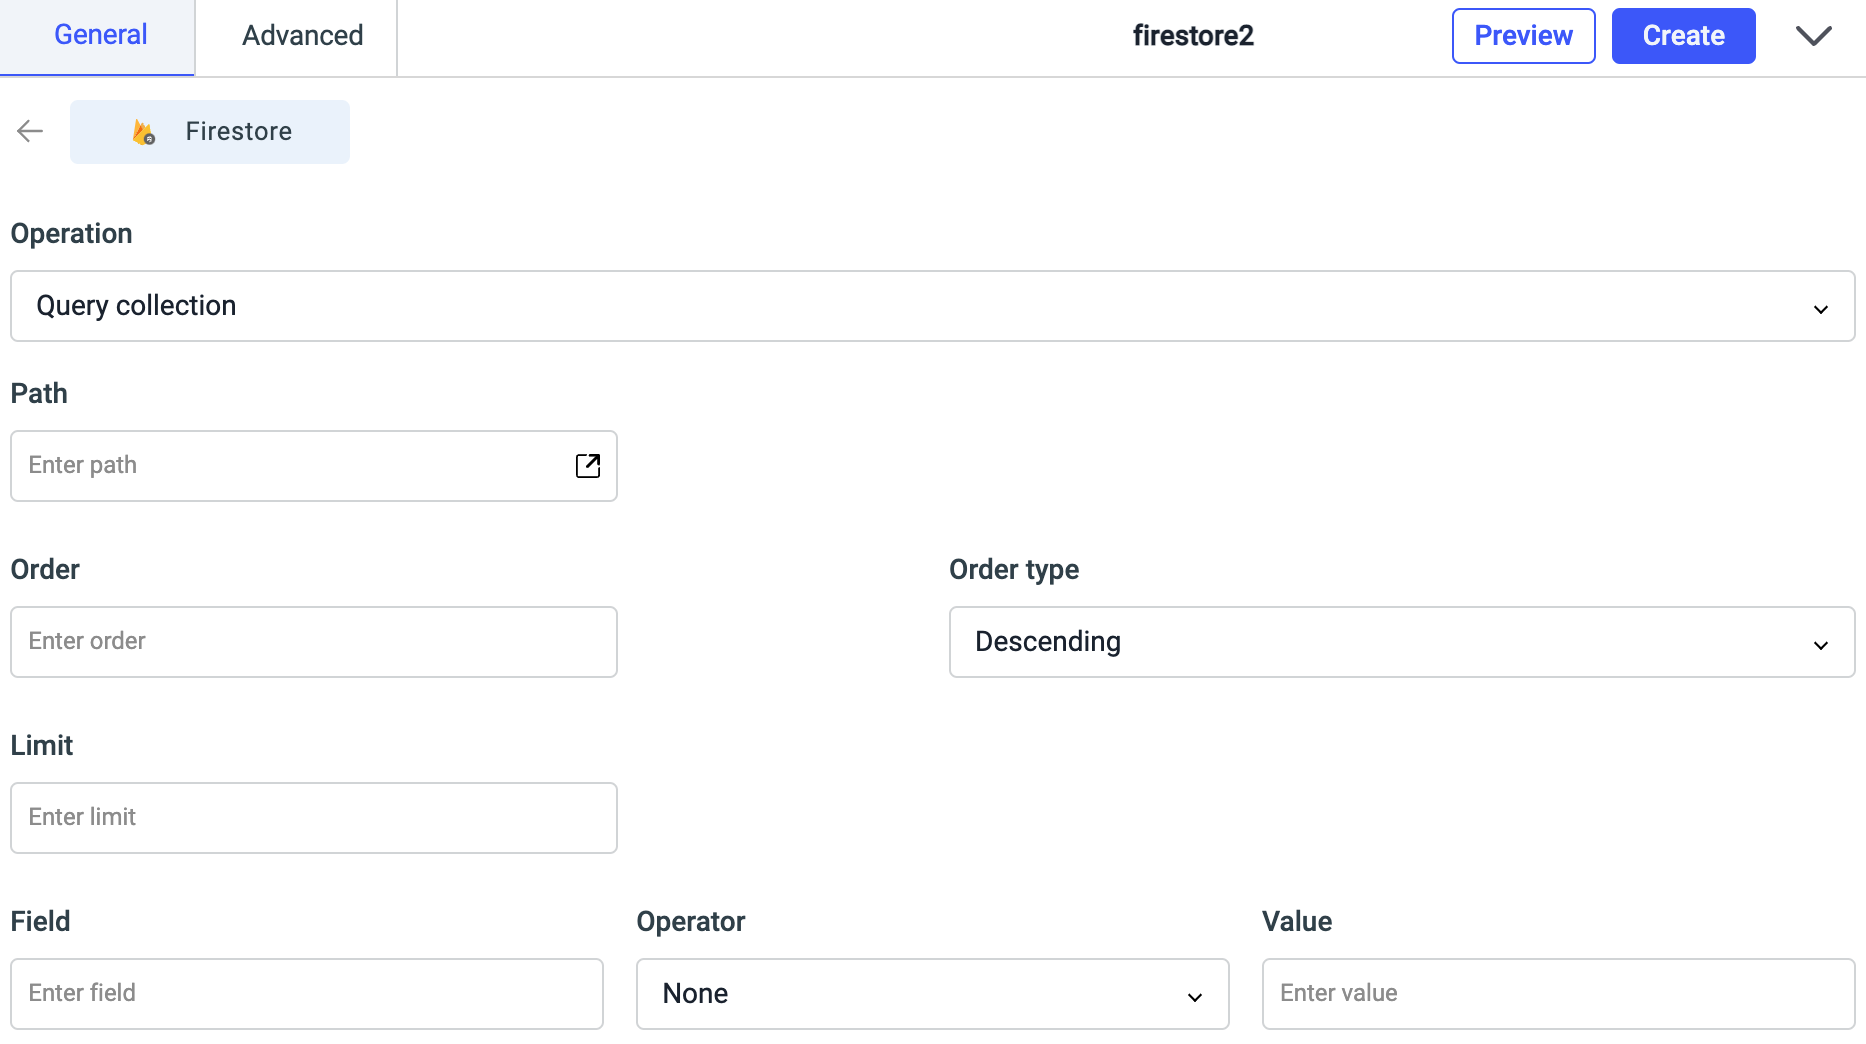 General
Advanced
firestore2
Preview
Create
Firestore
Operation
Query collection
Path
Enter path
Order
Order type
Enter order
Descending
Limit
Enter limit
Field
Operator
Value
Enter field
None
Enter value